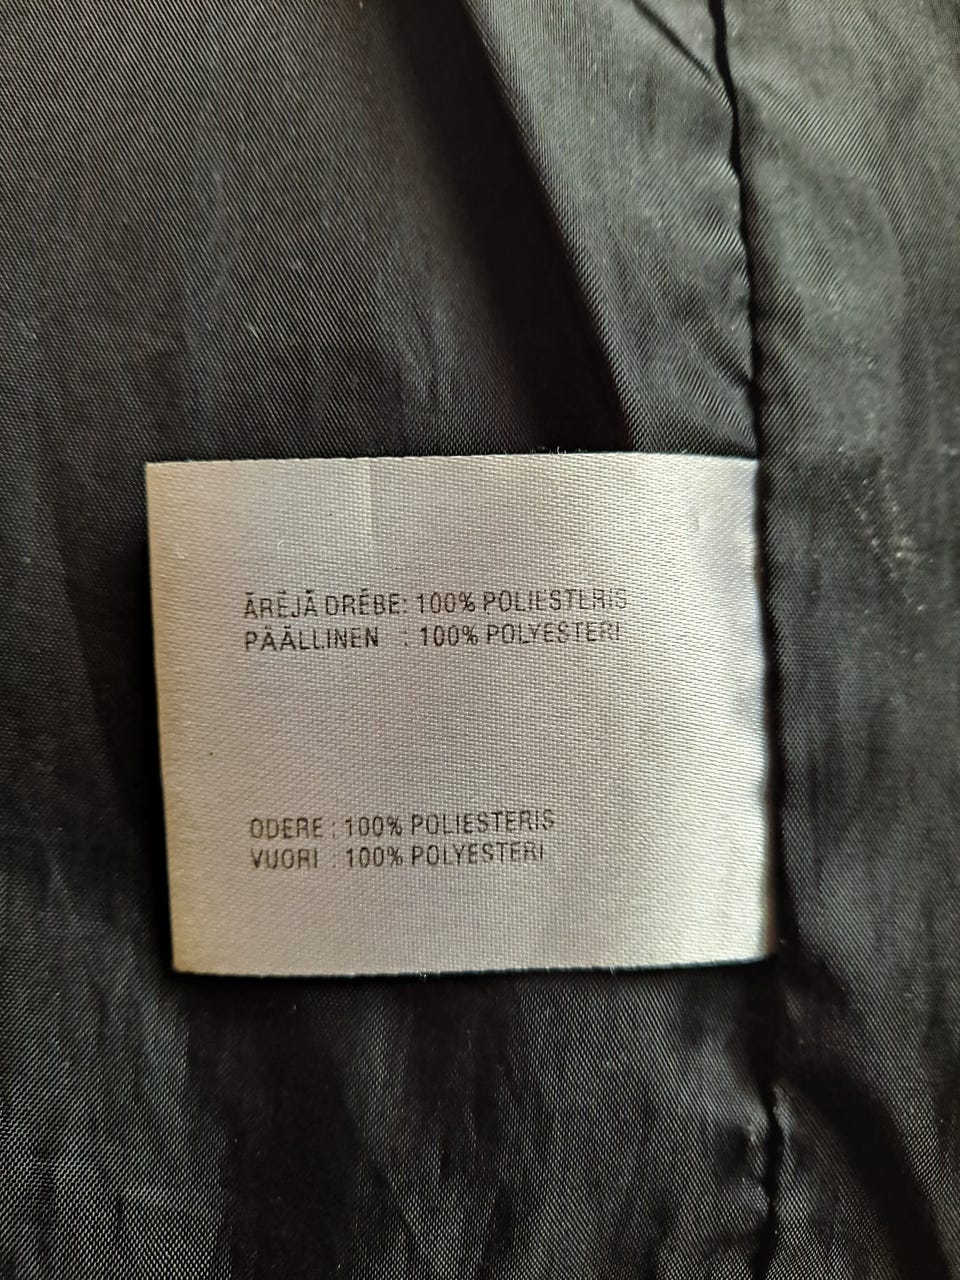 ĀRĒJĀ DRĒBE: 100% POLIESTERIS
PÄÄLLINEN : 100% POLYESTERI
ODERE : 100% POLIESTERIS
VUORI : 100% POLYESTERI